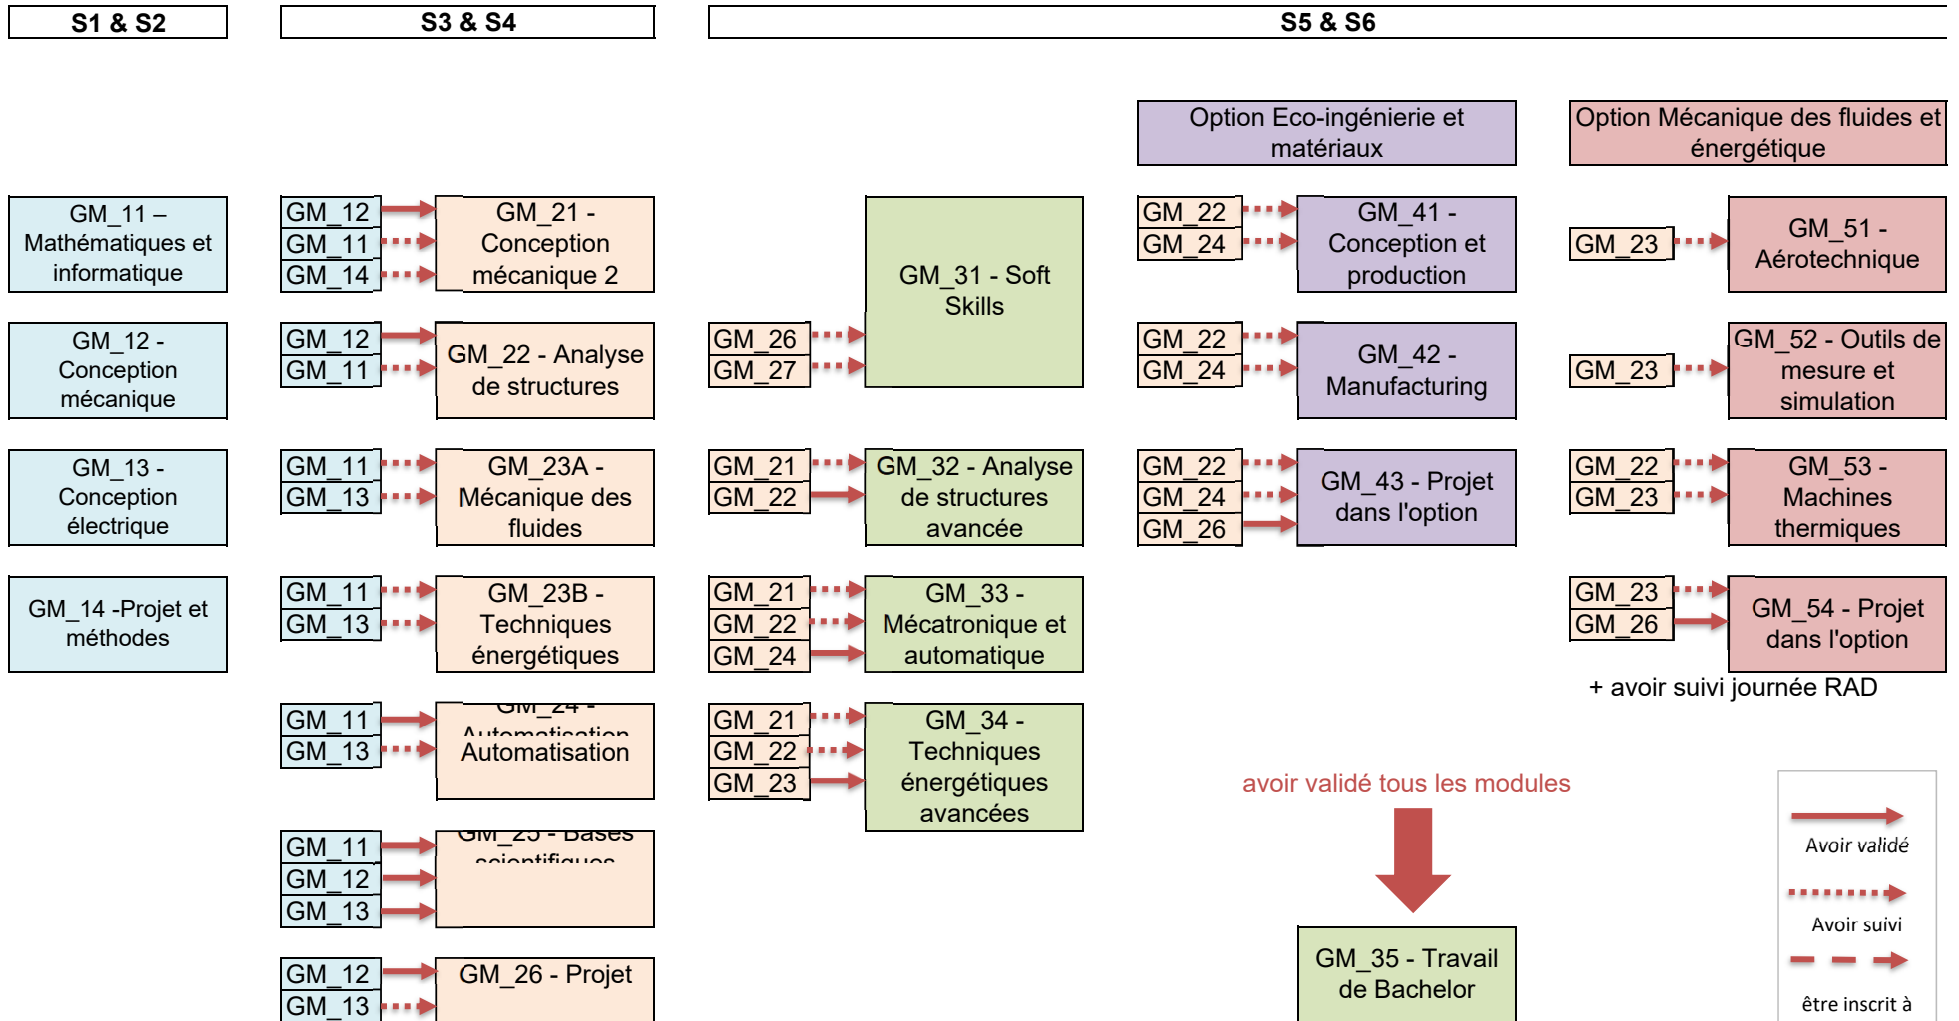 S1 & S2
S3 & S4
S5 & S6
Option Eco-ingénierie et
matériaux
Option Mécanique des fluides et
énergétique
GM_11 –
Mathématiques et
informatique
GM_12 -
Conception
mécanique
GM_13 -
Conception
électrique
GM_14 -Projet et
méthodes
GM_12
GM_11
GM_14
GM_21 -
Conception
mécanique 2
GM_12
GM_11
GM_22 - Analyse
de structures
GM_11
GM_13
GM_23A -
Mécanique des
fluides
GM_11
GM_13
GM_23B -
Techniques
énergétiques
GM_11
GM_13
GM_24 -
Automatisation
Automatisation
GM_11
GM_12
GM_13
GM_25 - Bases
scientifiques
GM_12
GM_13
GM_26 - Projet
GM_26
GM_27
GM_31 - Soft
Skills
GM_21
GM_22
GM_32 - Analyse
de structures
avancée
GM_21
GM_22
GM_24
GM_33 -
Mécatronique et
automatique
GM_21
GM_22
GM_23
GM_34 -
Techniques
énergétiques
avancées
GM_22
GM_24
GM_41 -
Conception et
production
GM_22
GM_24
GM_42 -
Manufacturing
GM_22
GM_24
GM_26
GM_43 - Projet
dans l'option
avoir validé tous les modules
GM_35 - Travail
de Bachelor
GM_23
GM_51 -
Aérotechnique
GM_23
GM_52 - Outils de
mesure et
simulation
GM_22
GM_23
GM_53 -
Machines
thermiques
GM_23
GM_26
GM_54 - Projet
dans l'option
+ avoir suivi journée RAD
Avoir validé
Avoir suivi
être inscrit à